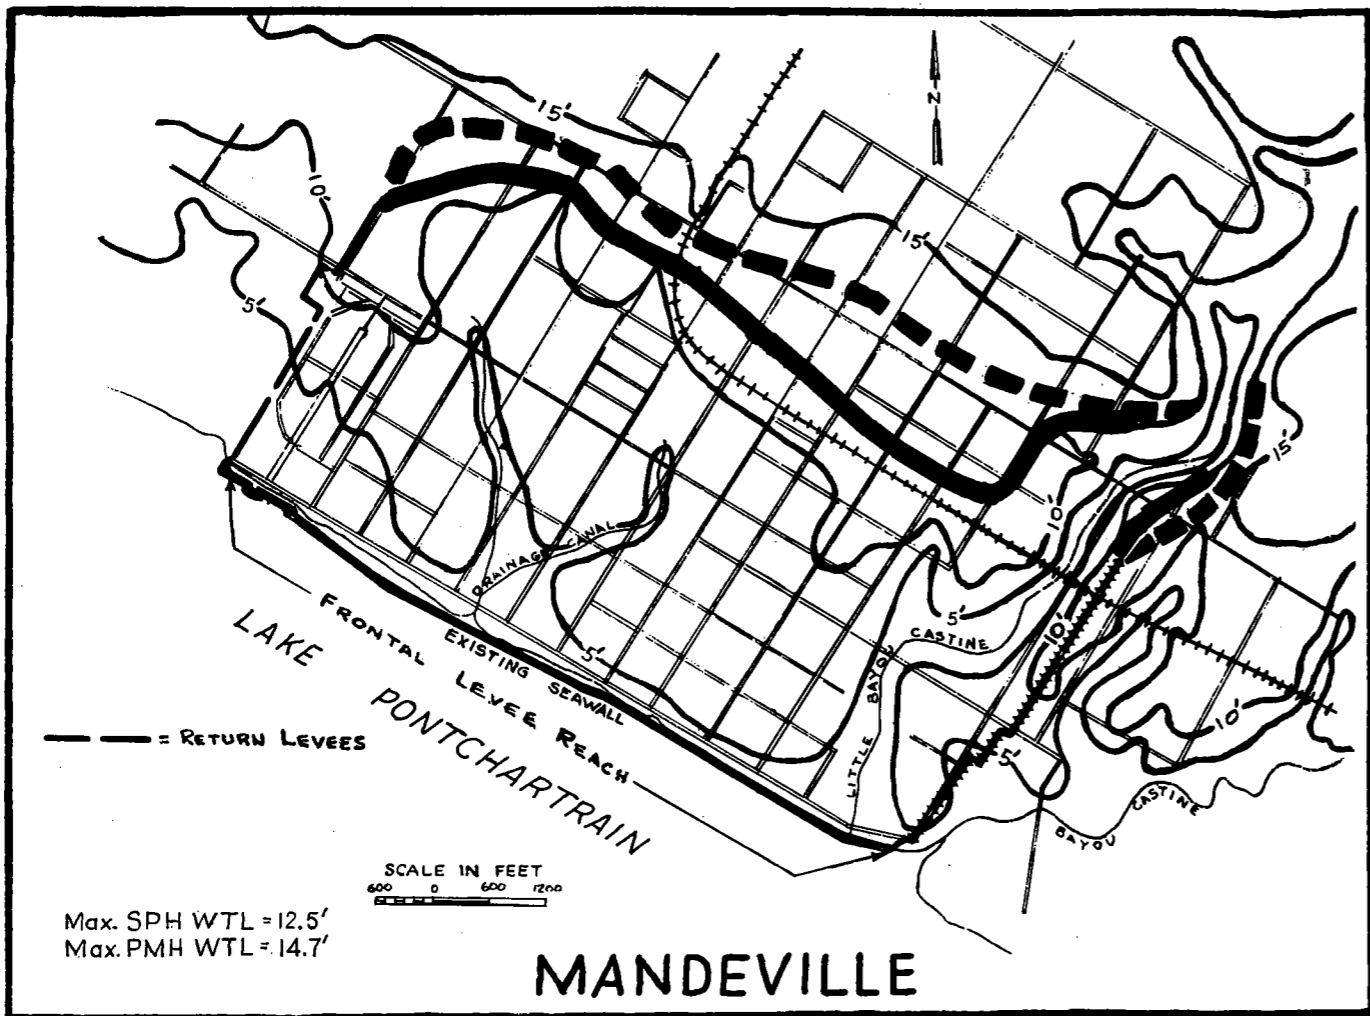 15'
N
10'
15'
5'
15'
10'
DRAINAGE CANAL
5'
CASTINE
10'
FRONTAL LEVEE REACH
EXISTING SEAWALL
5'
LITTLE BAYOU
10'
LAKE PONTCHARTRAIN
= RETURN LEVEES
5'
CASTINE
BAYOU
SCALE IN FEET
600 0 600 1200
Max. SPH WTL = 12.5'
Max. PMH WTL = 14.7'
MANDEVILLE